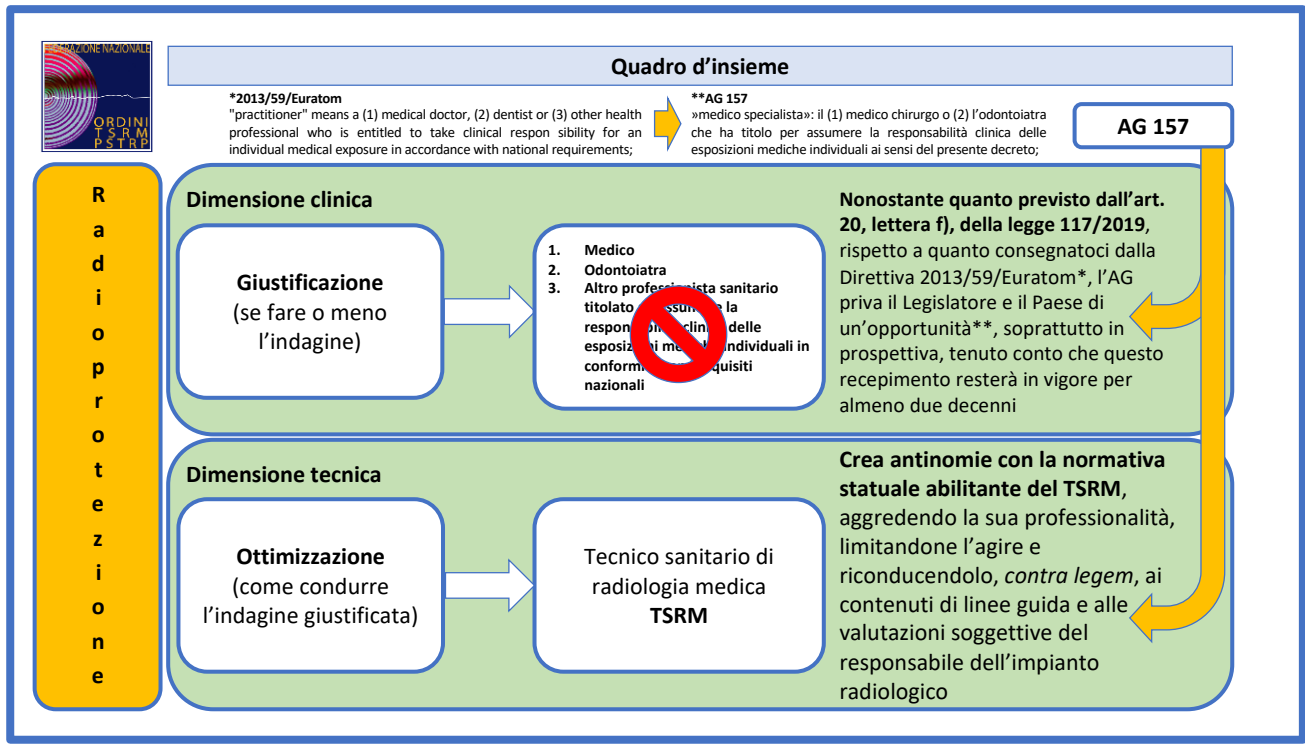 FEDERAZIONE NAZIONALE
ORDINI
TSRM
PSTRP
Quadro d'insieme
*2013/59/Euratom
"practitioner" means a (1) medical doctor, (2) dentist or (3) other health
professional who is entitled to take clinical respon sibility for an
individual medical exposure in accordance with national requirements;
**AG 157
»medico specialista»: il (1) medico chirurgo o (2) l'odontoiatra
che ha titolo per assumere la responsabilità clinica delle
esposizioni mediche individuali ai sensi del presente decreto;
AG 157
R
a
d
i
o
p
r
o
t
e
z
i
o
n
e
Dimensione clinica
Giustificazione
(se fare o meno
l'indagine)
1. Medico
2. Odontoiatra
3. Altro professionista sanitario
titolato la
clinica delle
esposizioni individuali in
nazionali
Nonostante quanto previsto dall'art.
20, lettera f), della legge 117/2019,
rispetto a quanto consegnatoci dalla
Direttiva 2013/59/Euratom*, l'AG
priva il Legislatore e il Paese di
un'opportunità**, soprattutto in
prospettiva, tenuto conto che questo
recepimento resterà in vigore per
almeno due decenni
Dimensione tecnica
Ottimizzazione
(come condurre
l'indagine giustificata)
Tecnico sanitario di
radiologia medica
TSRM
Crea antinomie con la normativa
statuale abilitante del TSRM,
aggredendo la sua professionalità,
limitandone l'agire e
riconducendolo, contra legem, ai
contenuti di linee guida e alle
valutazioni soggettive del
responsabile dell'impianto
radiologico